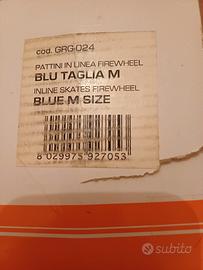 cod. GRG-024
PATTINI IN LINEA FIREWHEEL
BLU TAGLIA M
INLINE SKATES FIREWHEEL
BLUE M SIZE
8 029975 927053
subito